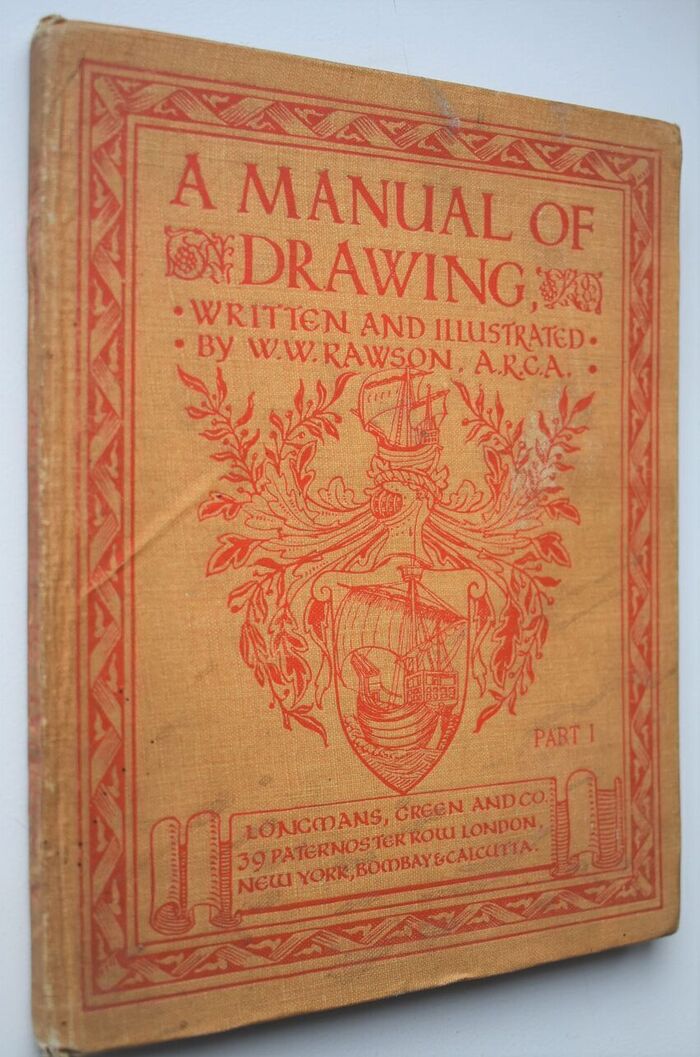 A MANUAL OF
DRAWING,
• WRITTEN AND ILLUSTRATED •
• BY W.W. RAWSON, A.R.C.A. •
PART I
LONGMANS, GREEN AND CO.
39 PATERNOSTER ROW LONDON,
NEW YORK, BOMBAY & CALCUTTA.